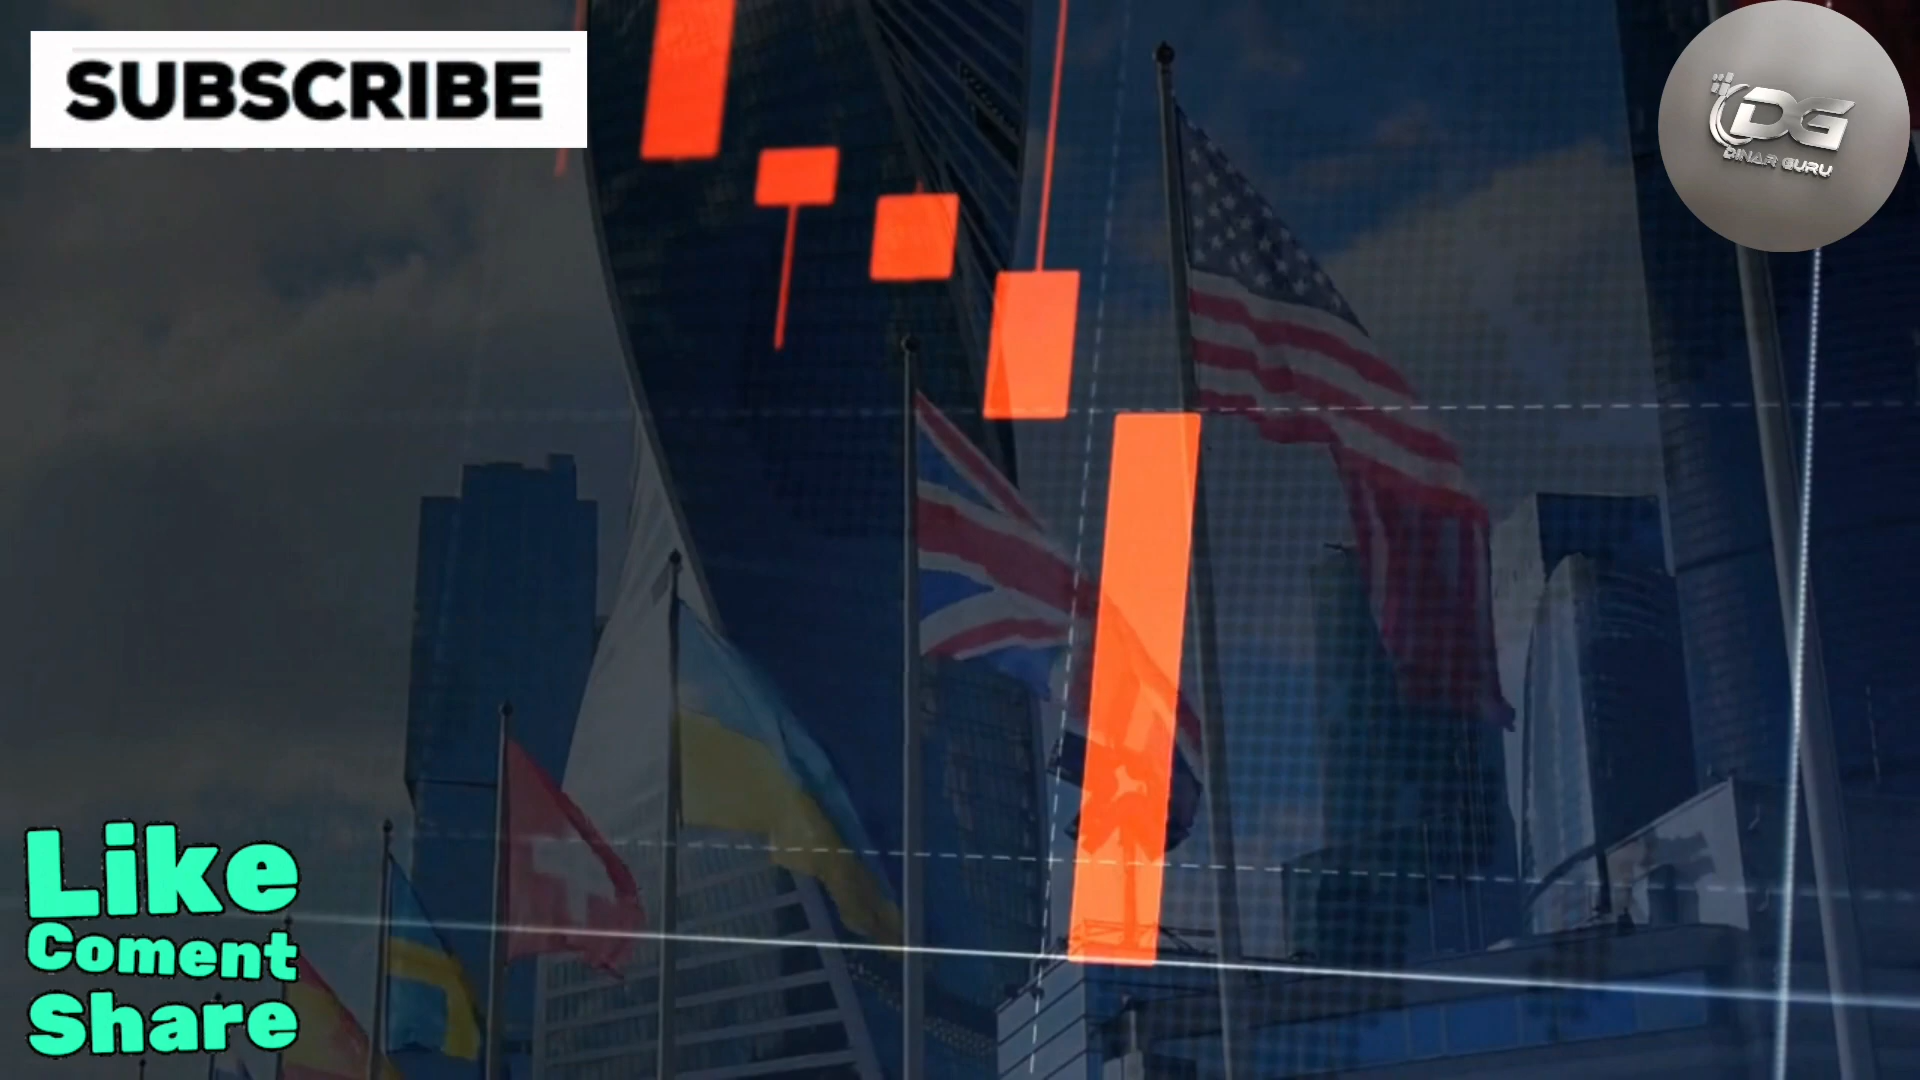 SUBSCRIBE
DG
DINAR GURU
Like
Coment
Share